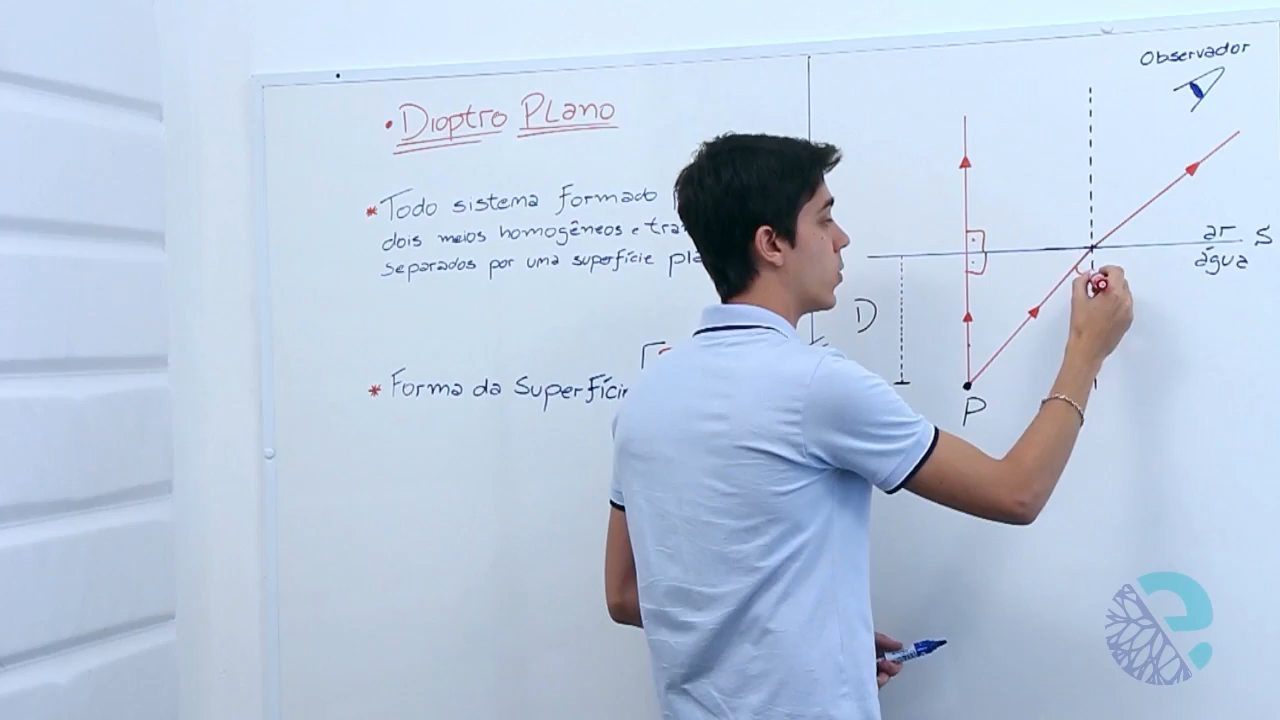 • Dioptro Plano
* Todo sistema formado
dois meios homogêneos e tra
separados por uma superfície pla
* Forma da Superfíci
Observador
ar
S
água
D
P